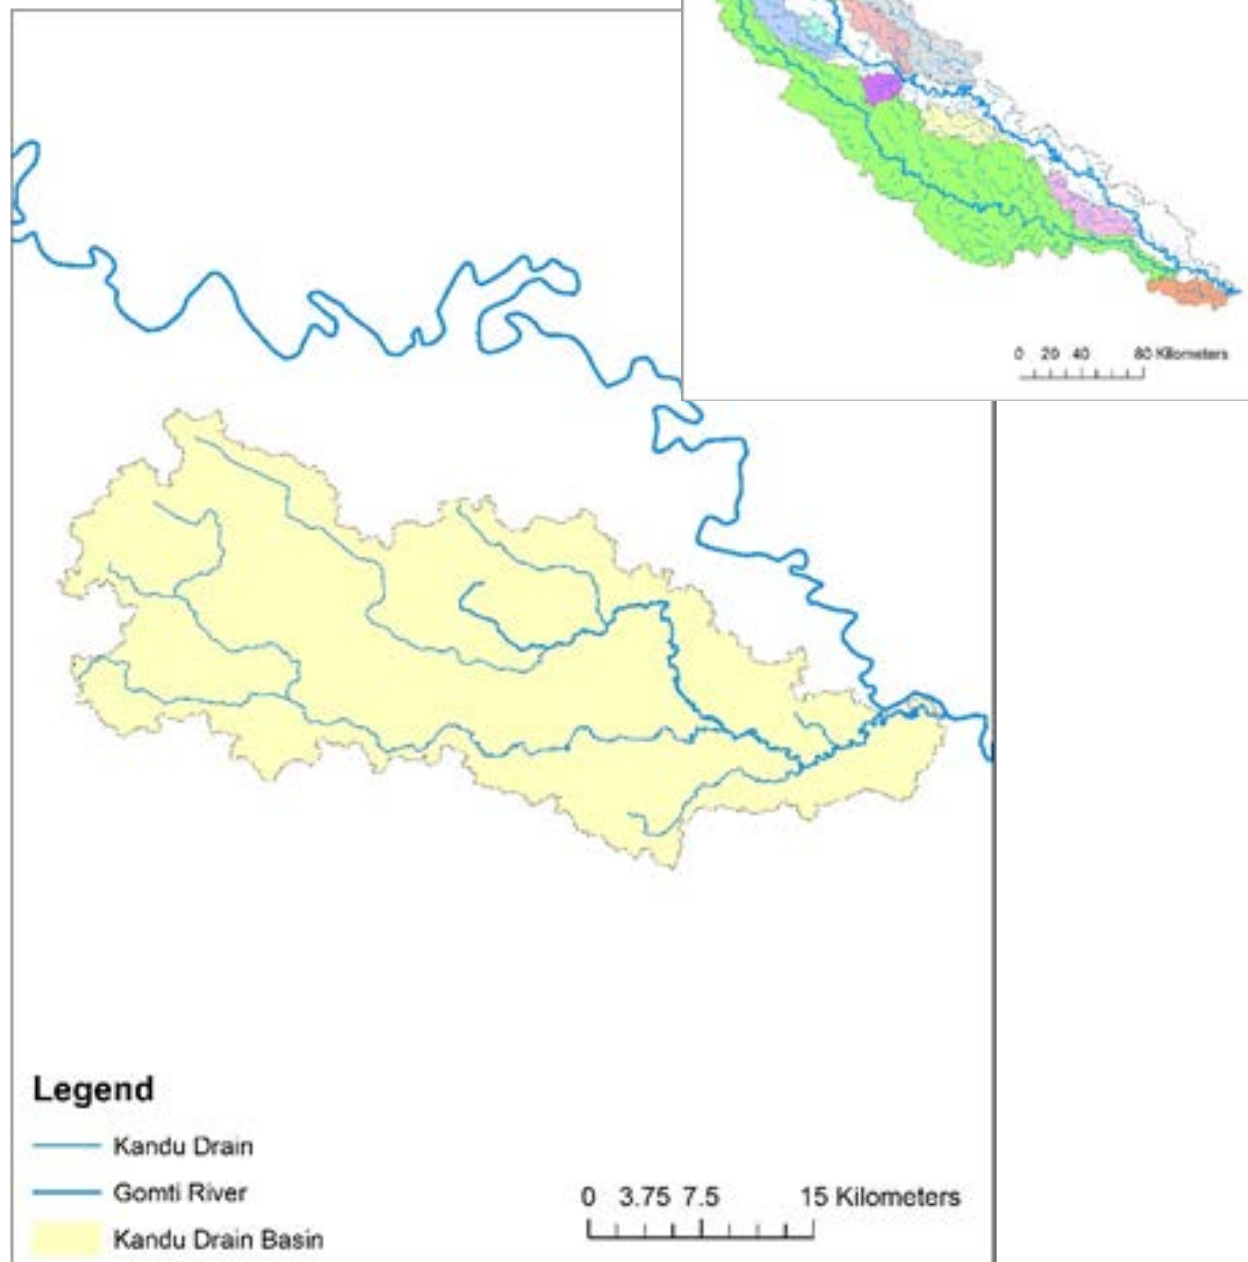 0 20 40 80 Kilometers
Legend
Kandu Drain
Gomti River
Kandu Drain Basin
0 3.75 7.5 15 Kilometers